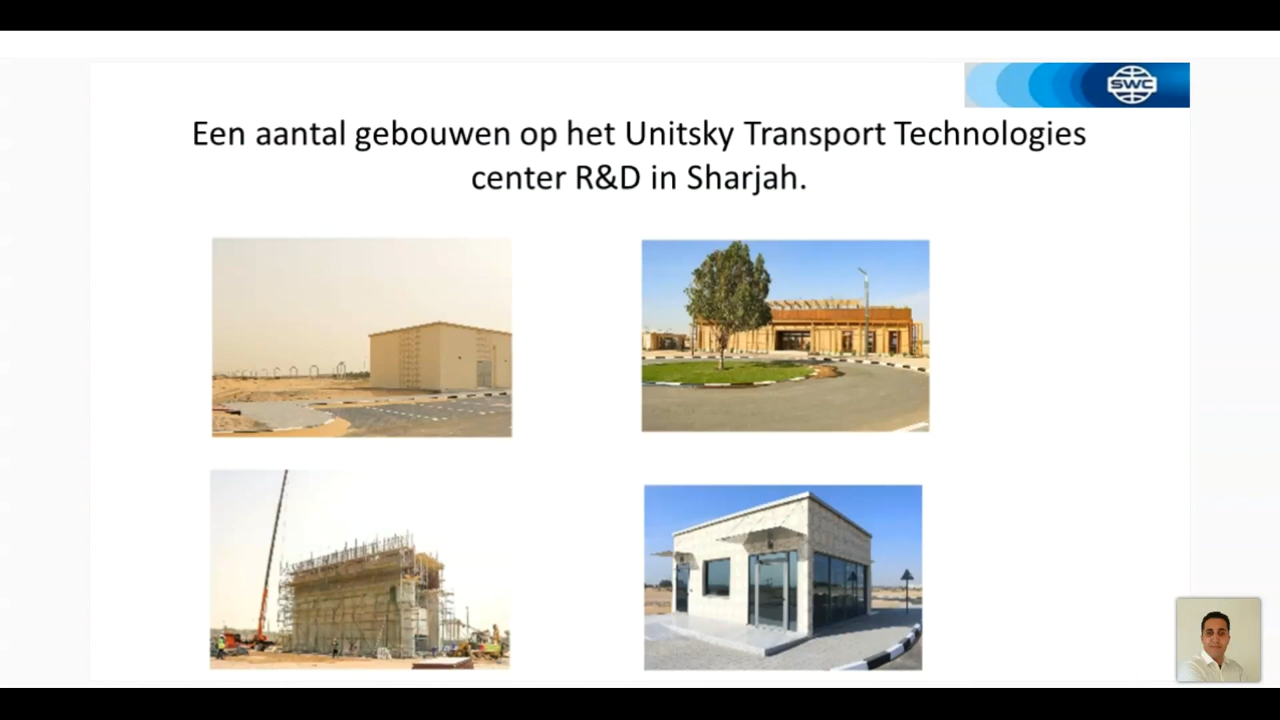 SWC
Een aantal gebouwen op het Unitsky Transport Technologies
center R&D in Sharjah.